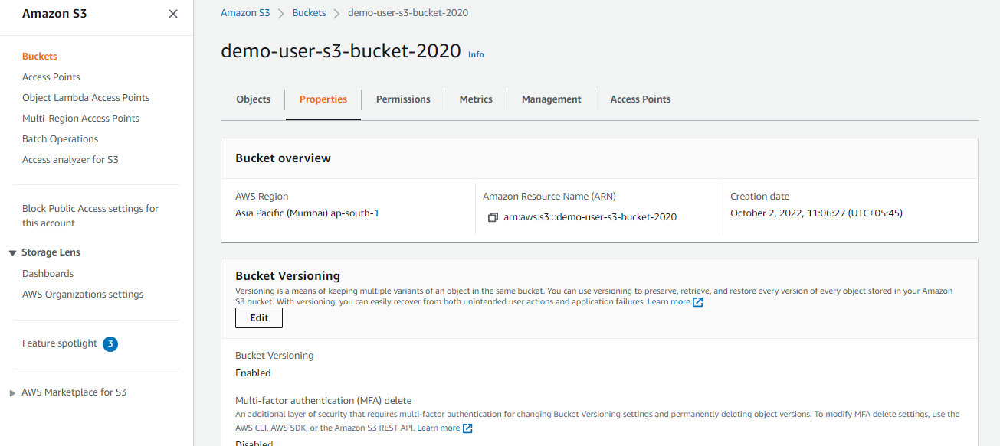 Amazon S3
Buckets
Access Points
Object Lambda Access Points
Multi-Region Access Points
Batch Operations
Access analyzer for S3
Block Public Access settings for
this account
Storage Lens
Dashboards
AWS Organizations settings
Feature spotlight 3
AWS Marketplace for S3
Amazon S3 Buckets demo-user-s3-bucket-2020
demo-user-s3-bucket-2020 Info
Objects Properties Permissions Metrics Management Access Points
Bucket overview
AWS Region
Asia Pacific (Mumbai) ap-south-1
Amazon Resource Name (ARN)
arn:aws:s3:::demo-user-s3-bucket-2020
Creation date
October 2, 2022, 11:06:27 (UTC+05:45)
Bucket Versioning
Versioning is a means of keeping multiple variants of an object in the same bucket. You can use versioning to preserve, retrieve, and restore every version of every object stored in your Amazon
S3 bucket. With versioning, you can easily recover from both unintended user actions and application failures. Learn more
Edit
Bucket Versioning
Enabled
Multi-factor authentication (MFA) delete
An additional layer of security that requires multi-factor authentication for changing Bucket Versioning settings and permanently deleting object versions. To modify MFA delete settings, use the
AWS CLI, AWS SDK, or the Amazon S3 REST API. Learn more
Disabled